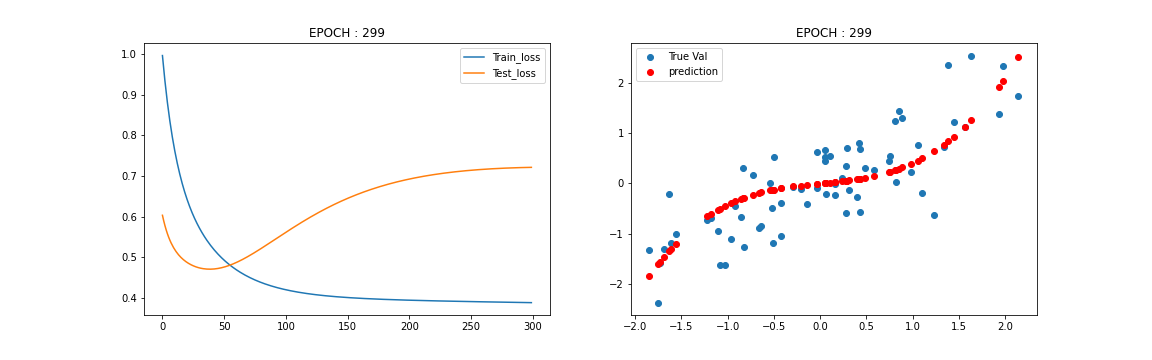 EPOCH : 299
1.0
0.9
0.8
0.7
0.6
0.5
0.4
0 50 100 150 200 250 300
Train_loss
Test_loss
EPOCH : 299
True Val
prediction
2
1
0
−1
−2
−2.0 −1.5 −1.0 −0.5 0.0 0.5 1.0 1.5 2.0